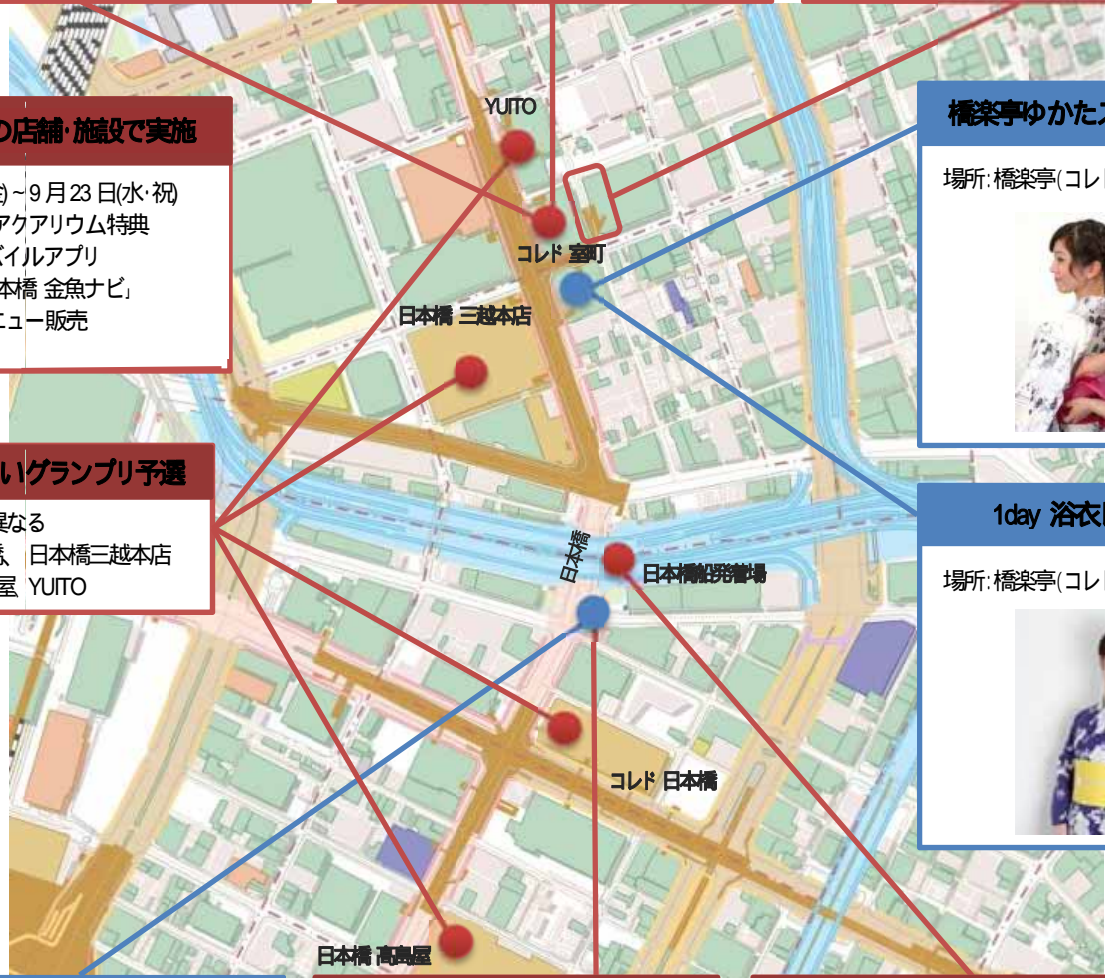 の店舗･施設で実施
~9月23日(水･祝)
アクアリウム特典
イルアプリ
本橋 金魚ナビ」
ニュー販売
いグランプリ予選
なる
日本橋三越本店
屋 YUITO
YUITO
コレド 室町
日本橋 三越本店
日本橋
日本橋船発着場
コレド 日本橋
日本橋 高島屋
橋楽亭ゆかた
場所:橋楽亭(コレ
1day 浴衣
場所:橋楽亭(コレ